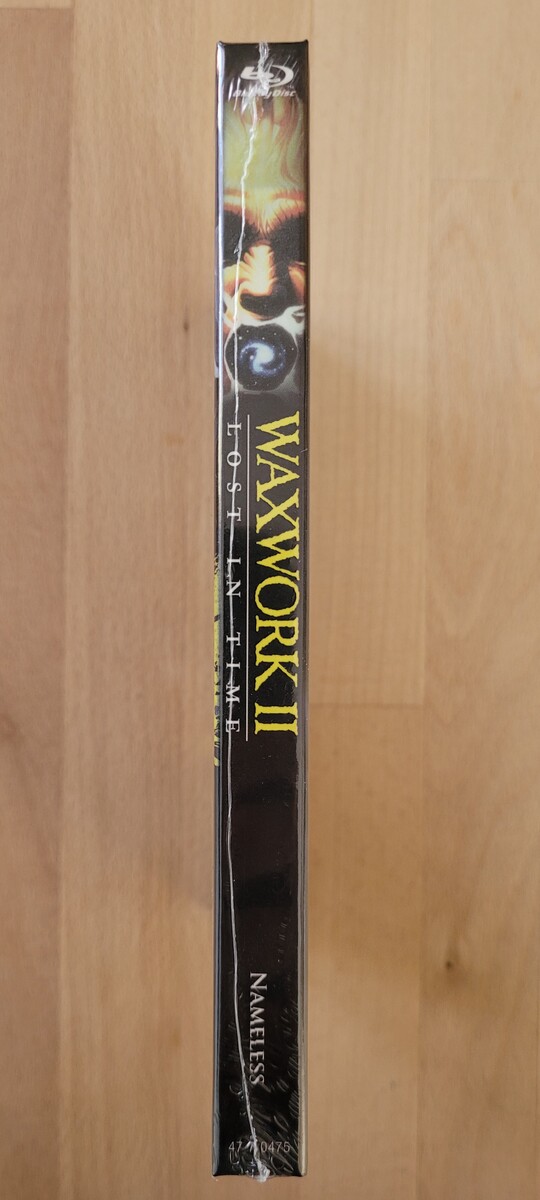 Blu-ray Disc
WAXWORK II
LOST IN TIME
NAMELESS